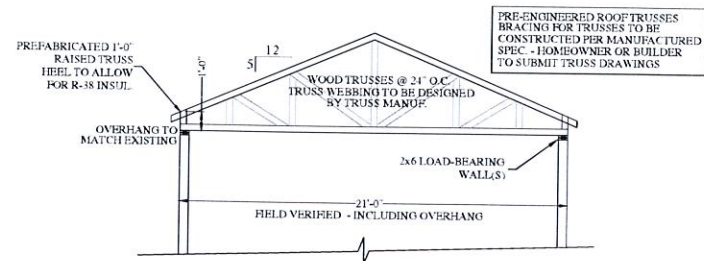 PRE-ENGINEERED ROOF TRUSSES
BRACING FOR TRUSSES TO BE
CONSTRUCTED PER MANUFACTURED
SPEC. - HOMEOWNER OR BUILDER
TO SUBMIT TRUSS DRAWINGS
PREFABRICATED 1'-0"
RAISED TRUSS
HEEL TO ALLOW
FOR R-38 INSUL.
12
5
1'-0"
WOOD TRUSSES @ 24" O.C.
TRUSS WEBBING TO BE DESIGNED
BY TRUSS MANUF.
OVERHANG TO
MATCH EXISTING
2x6 LOAD-BEARING
WALL(S)
21'-0"
FIELD VERIFIED - INCLUDING OVERHANG